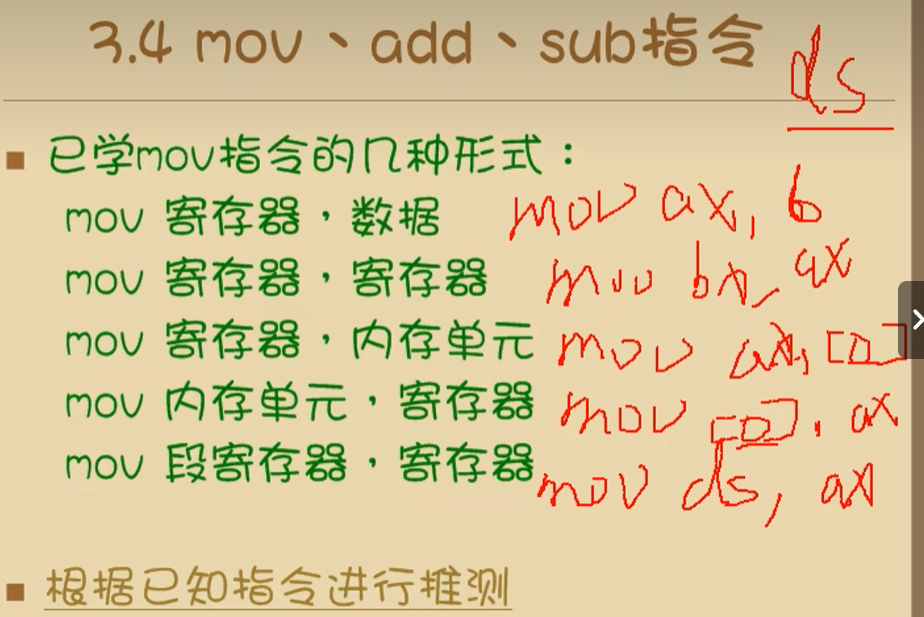 3.4 mov、add、sub指令
ds
已学mov指令的几种形式：
mov 寄存器，数据 mov ax, 6
mov 寄存器，寄存器 mov bx, ax
mov 寄存器，内存单元 mov ax, [0]
mov 内存单元，寄存器 mov [0], ax
mov 段寄存器，寄存器 mov ds, ax
根据已知指令进行推测